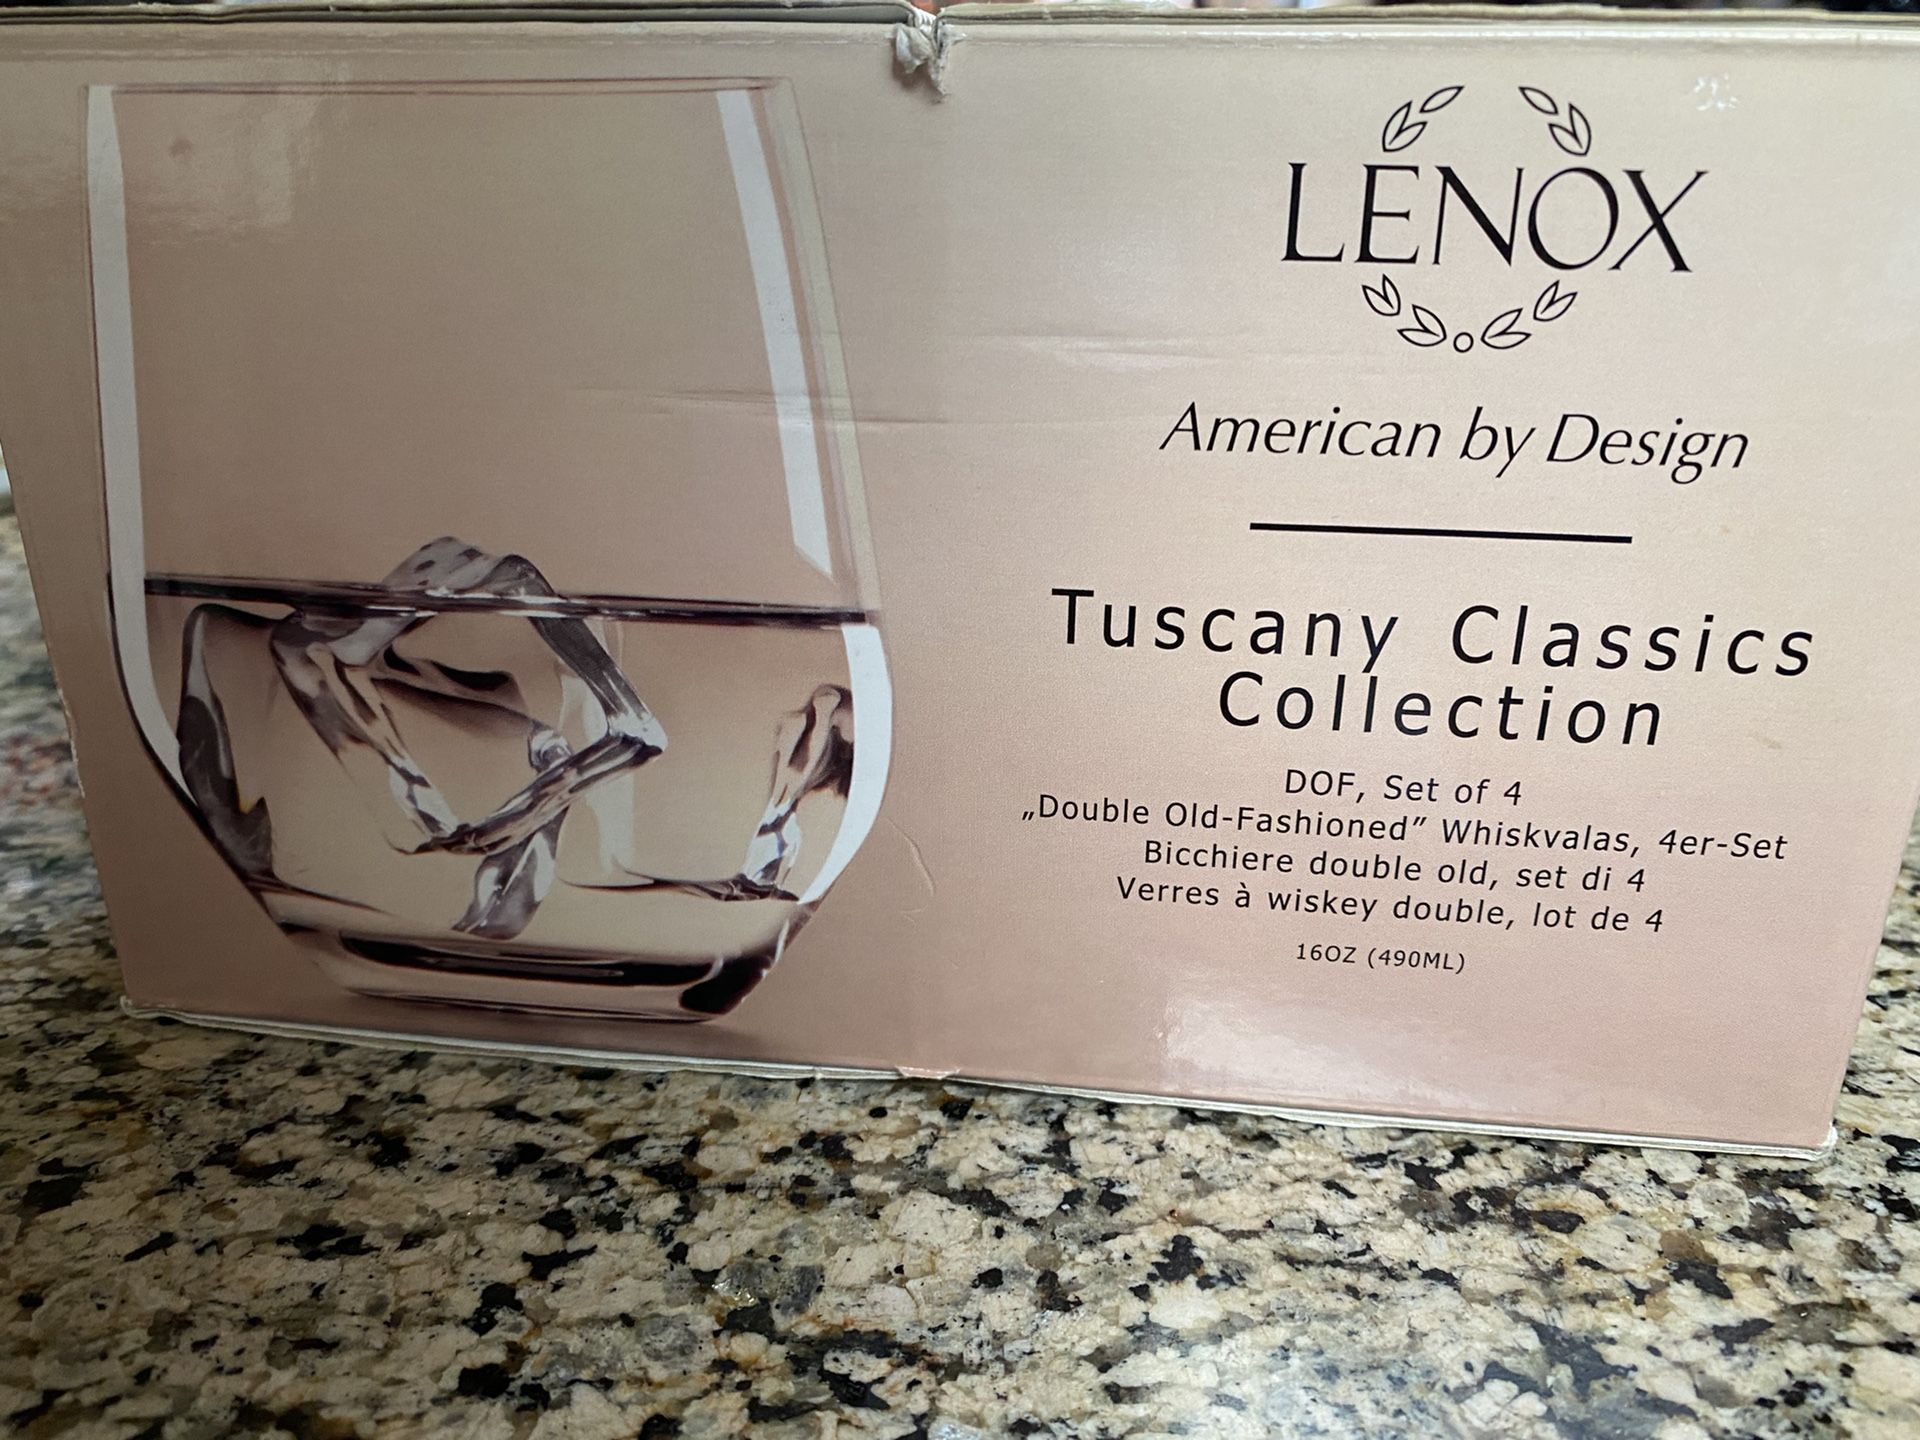 LENOX
American by Design
Tuscany Classics
Collection
DOF, Set of 4
„Double Old-Fashioned” Whiskvalas, 4er-Set
Bicchiere double old, set di 4
Verres à wiskey double, lot de 4
16OZ (490ML)